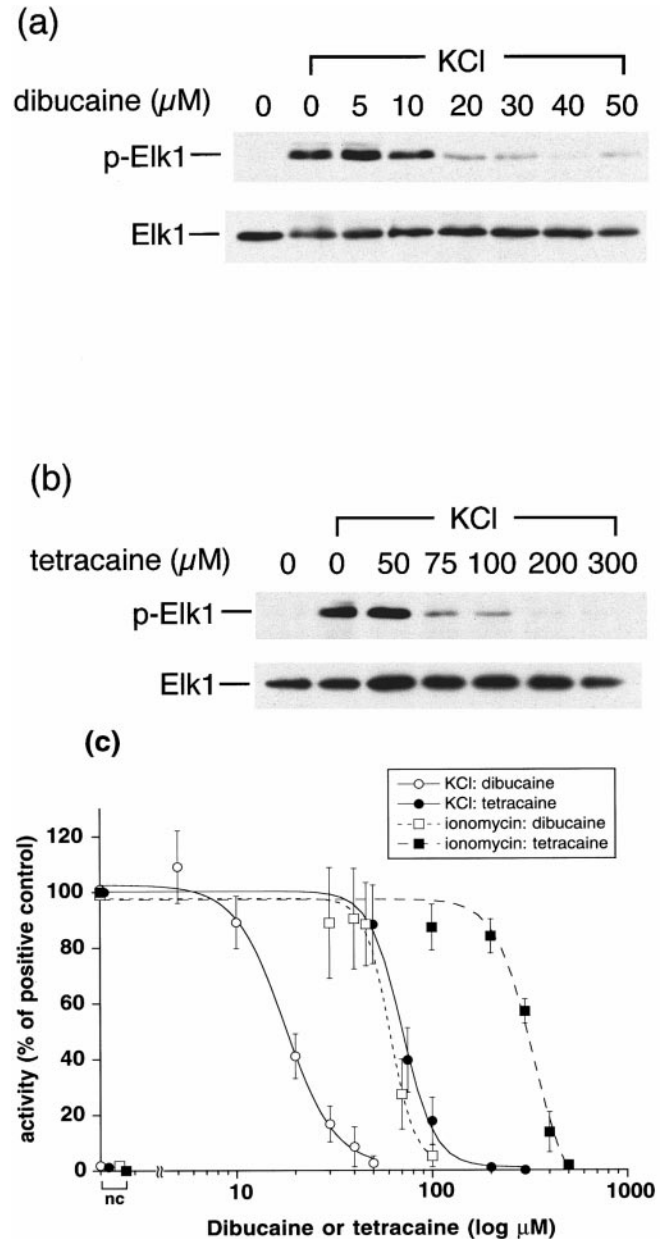 (a)
KCl
dibucaine (µM) 0 0 5 10 20 30 40 50
p-Elk1
Elk1
(b)
KCl
tetracaine (µM) 0 0 50 75 100 200 300
p-Elk1
Elk1
(c)
KCl: dibucaine
KCl: tetracaine
ionomycin: dibucaine
ionomycin: tetracaine
120
100
80
60
40
20
0
activity (% of positive control)
nc
10 100 1000
Dibucaine or tetracaine (log µM)